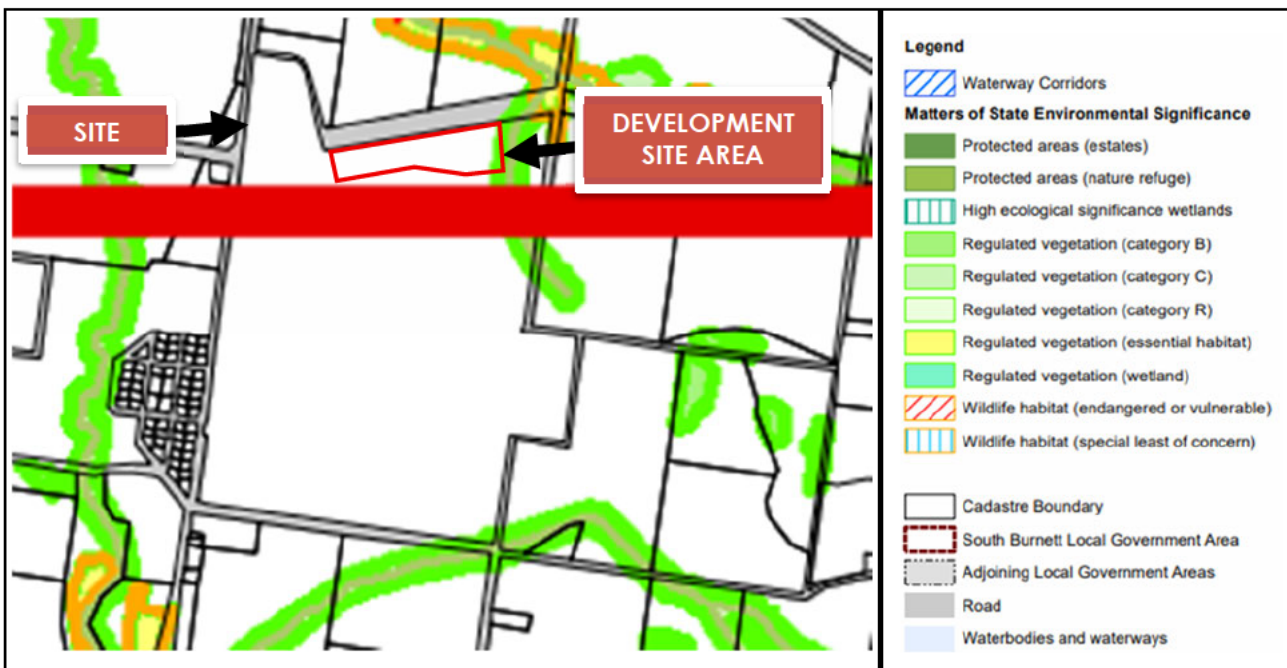 SITE
DEVELOPMENT
SITE AREA
Legend
Waterway Corridors
Matters of State Environmental Significance
Protected areas (estates)
Protected areas (nature refuge)
High ecological significance wetlands
Regulated vegetation (category B)
Regulated vegetation (category C)
Regulated vegetation (category R)
Regulated vegetation (essential habitat)
Regulated vegetation (wetland)
Wildlife habitat (endangered or vulnerable)
Wildlife habitat (special least of concern)
Cadastre Boundary
South Burnett Local Government Area
Adjoining Local Government Areas
Road
Waterbodies and waterways